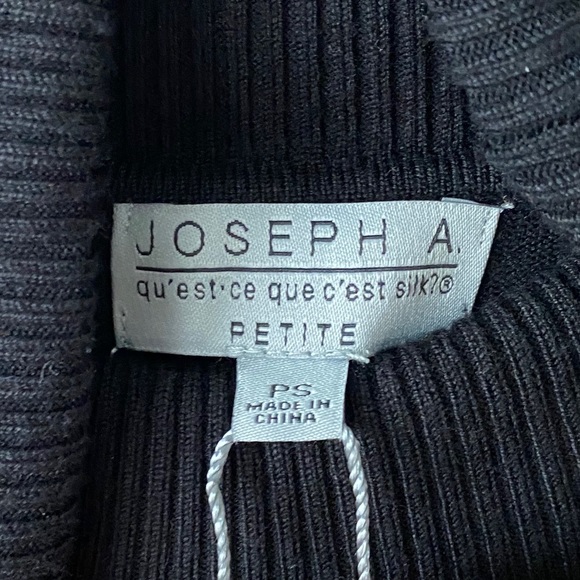 JOSEPH A.
qu'est·ce que c'est silk?®
PETITE
PS
MADE IN
CHINA